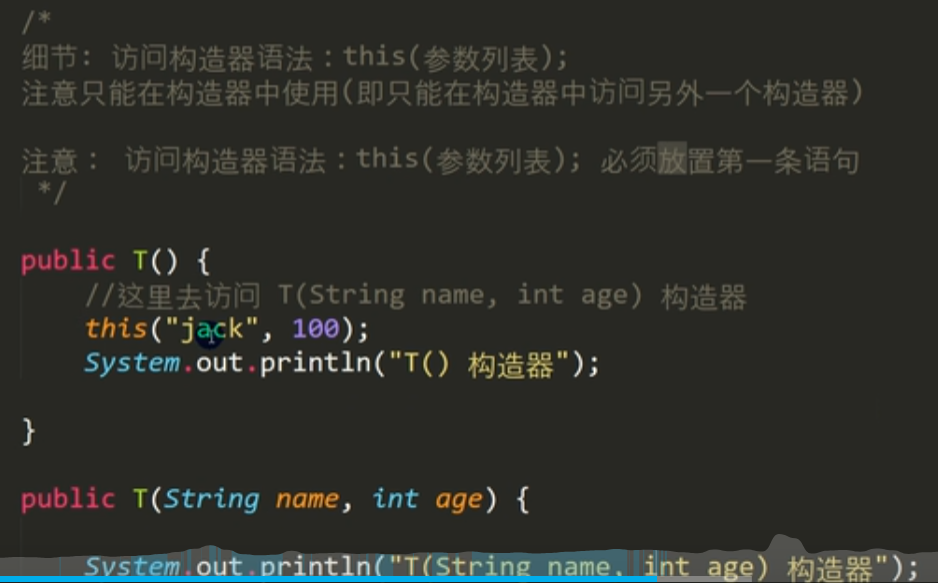 /*
细节: 访问构造器语法：this(参数列表);
注意只能在构造器中使用(即只能在构造器中访问另外一个构造器)
注意： 访问构造器语法：this(参数列表); 必须放置第一条语句
*/
public T() {
//这里去访问 T(String name, int age) 构造器
this("jack", 100);
System.out.println("T() 构造器");
}
public T(String name, int age) {
System.out.println("T(String name, int age) 构造器");